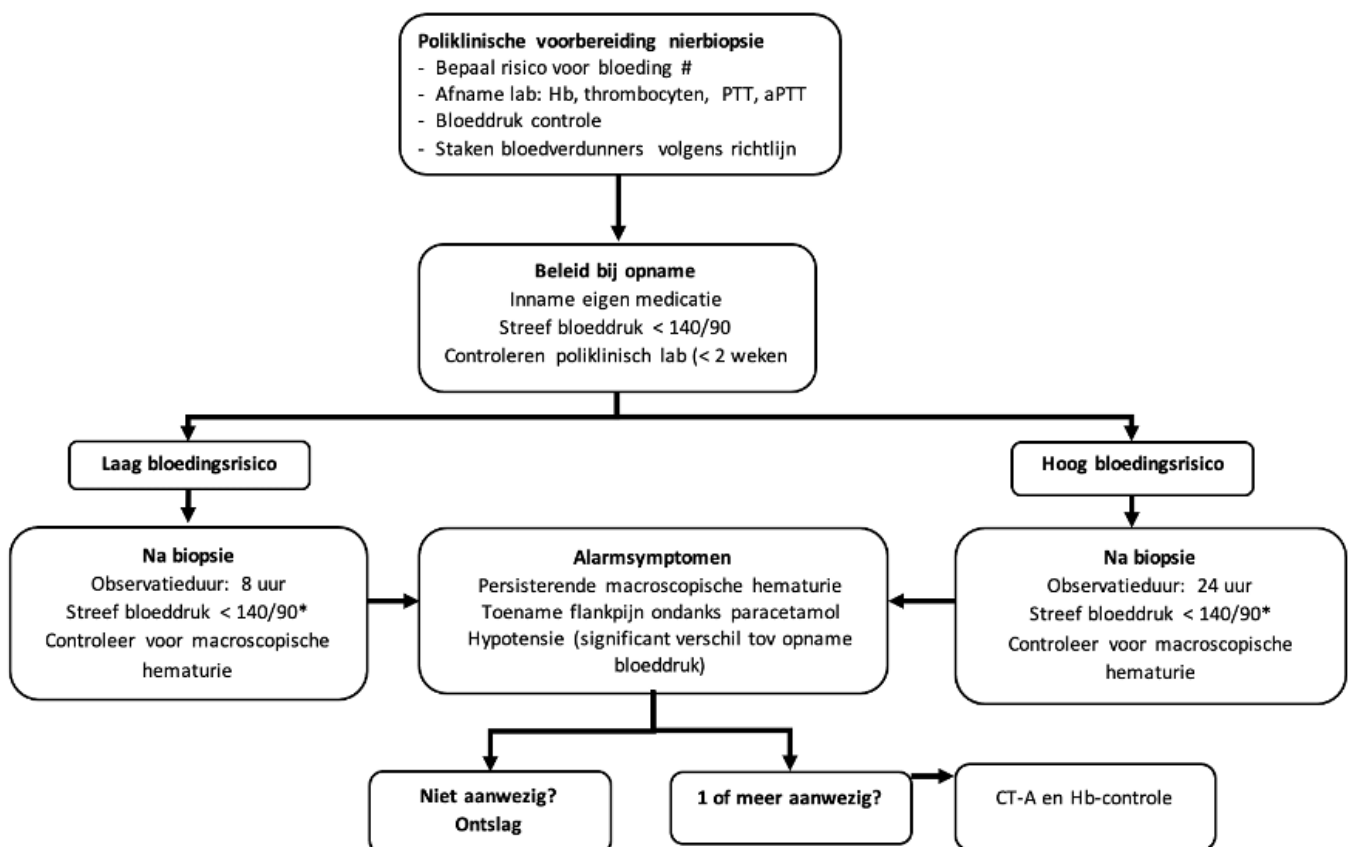 Poliklinische voorbereiding nierbiopsie
- Bepaal risico voor bloeding #
- Afname lab: Hb, thrombocyten, PTT, aPTT
- Bloeddruk controle
- Staken bloedverdunners volgens richtlijn
Beleid bij opname
Inname eigen medicatie
Streef bloeddruk < 140/90
Controleren poliklinisch lab (< 2 weken
Laag bloedingsrisico
Hoog bloedingsrisico
Na biopsie
Observatieduur: 8 uur
Streef bloeddruk < 140/90*
Controleer voor macroscopische
hematurie
Alarmsymptomen
Persisterende macroscopische hematurie
Toename flankpijn ondanks paracetamol
Hypotensie (significant verschil tov opname
bloeddruk)
Na biopsie
Observatieduur: 24 uur
Streef bloeddruk < 140/90*
Controleer voor macroscopische
hematurie
Niet aanwezig?
Ontslag
1 of meer aanwezig?
CT-A en Hb-controle